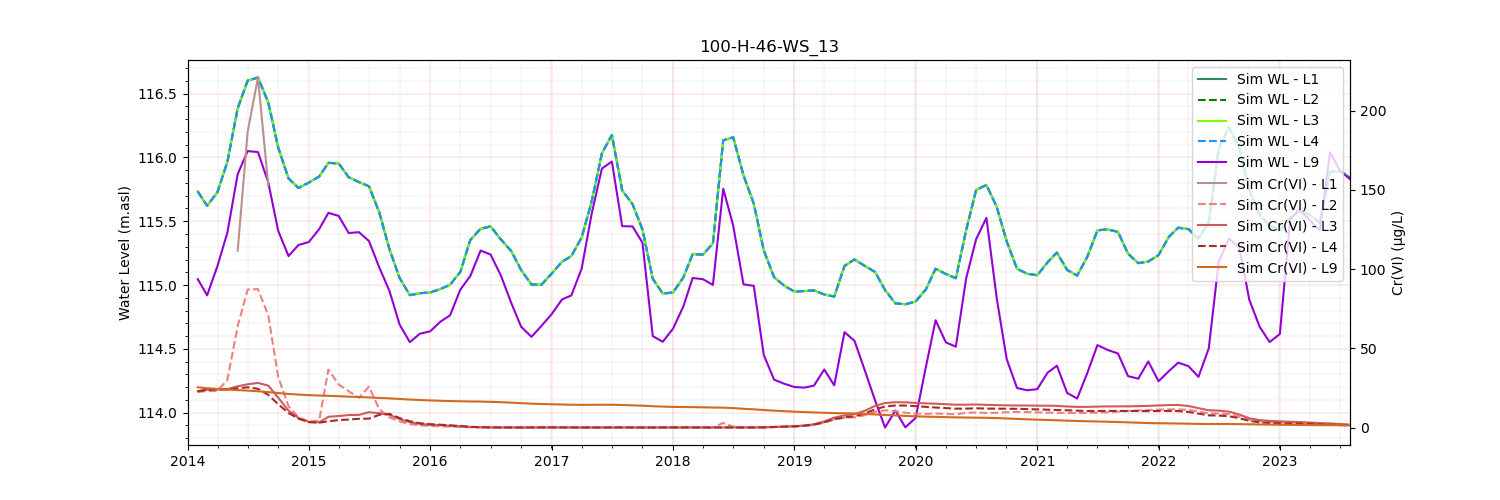 100-H-46-WS_13
Water Level (m.asl)
116.5
116.0
115.5
115.0
114.5
114.0
Sim WL - L1
Sim WL - L2
Sim WL - L3
Sim WL - L4
Sim WL - L9
Sim Cr(VI) - L1
Sim Cr(VI) - L2
Sim Cr(VI) - L3
Sim Cr(VI) - L4
Sim Cr(VI) - L9
200
150
100
50
0
Cr(VI) (µg/L)
2014 2015 2016 2017 2018 2019 2020 2021 2022 2023